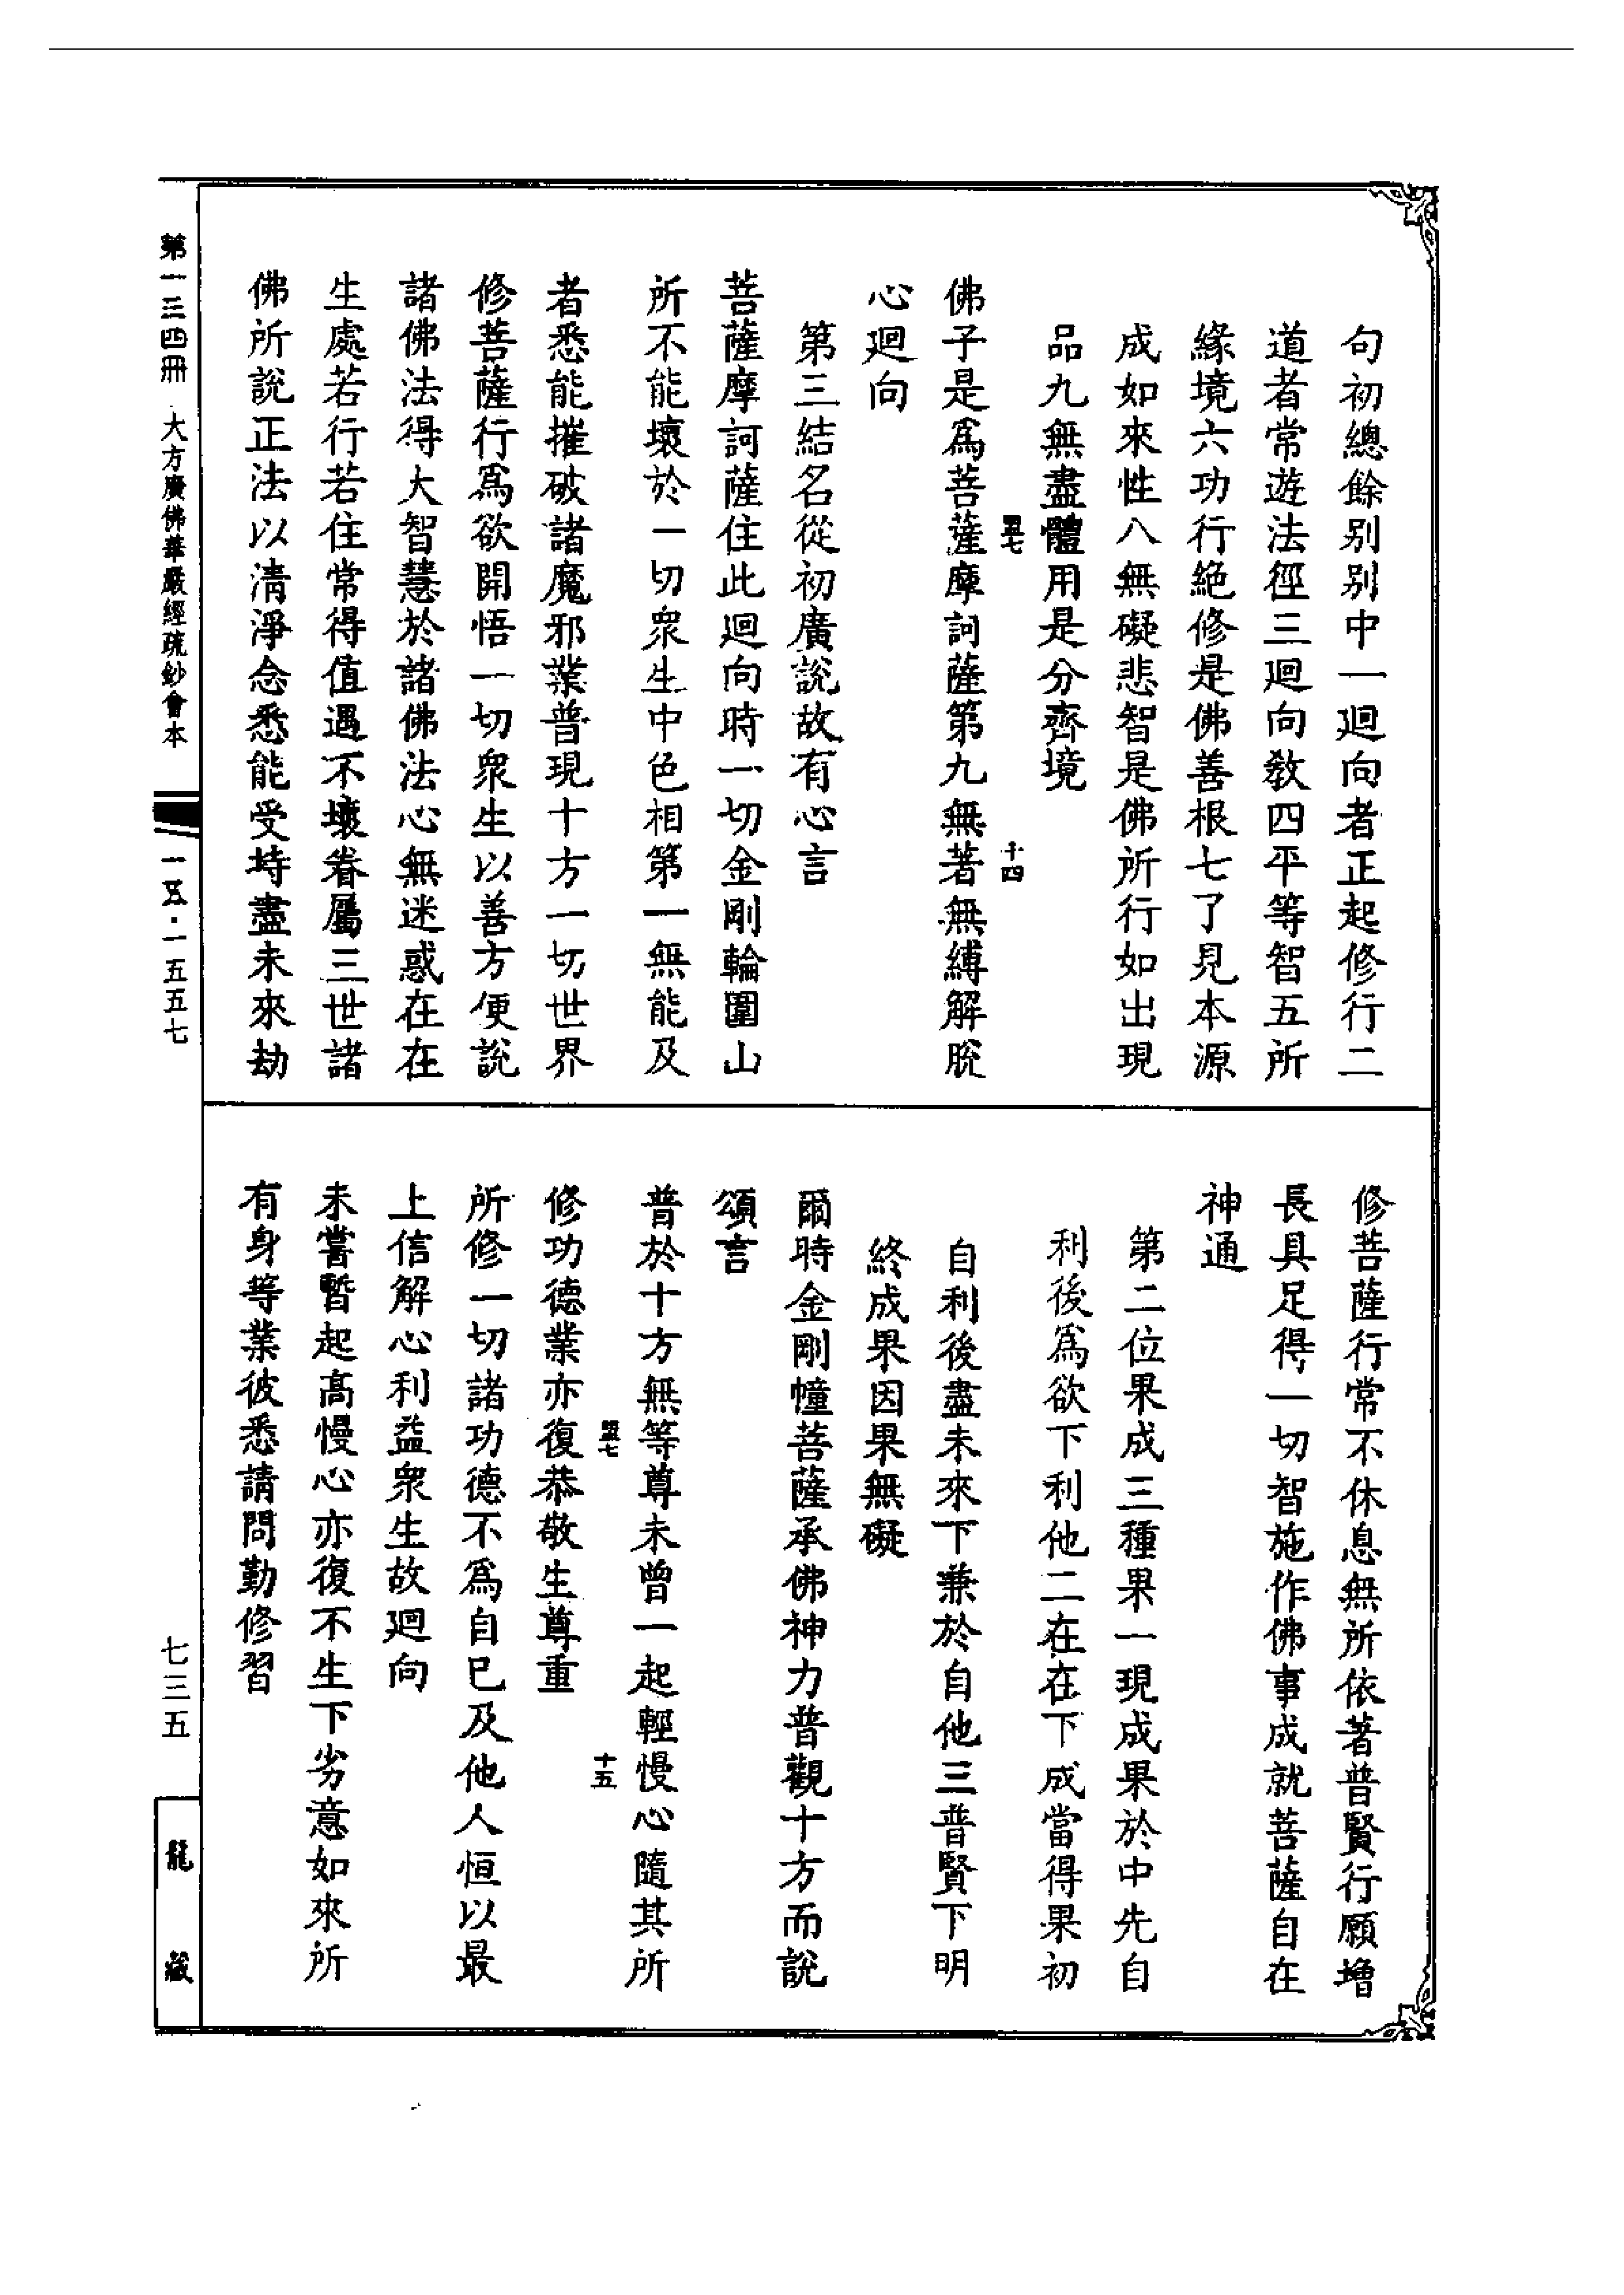 句初總餘别别中一迴向者正起修行二
道者常遊法徑三迴向教四平等智五所
緣境六功行絶修是佛善根七了見本源
成如來性八無礙悲智是佛所行如出現
品九無盡體用是分齊境
十四
佛子是爲菩薩摩訶薩第九無著無縛解脫
心迴向
第三結名從初廣說故有心言
菩薩摩訶薩住此迴向時一切金剛輪圍山
所不能壞於一切衆生中色相第一無能及
者悉能摧破諸魔邪業普現十方一切世界
修菩薩行爲欲開悟一切衆生以善方便說
諸佛法得大智慧於諸佛法心無迷惑在在
生處若行若住常得值遇不壞眷屬三世諸
佛所說正法以清淨念悉能受持盡未來劫
修菩薩行常不休息無所依著普賢行願增
長具足得一切智施作佛事成就菩薩自在
神通
第二位果成三種果一現成果於中先自
利後爲欲下利他二在在下成當得果初
自利後盡未來下兼於自他三普賢下明
終成果因果無礙
爾時金剛幢菩薩承佛神力普觀十方而說
頌言
普於十方無等尊未曾一起輕慢心隨其所
十五
修功德業亦復恭敬生尊重
所修一切諸功德不爲自已及他人恒以最
上信解心利益衆生故迴向
未嘗暫起高慢心亦復不生下劣意如來所
有身等業彼悉請問勤修習
第一三四冊 大方廣佛華嚴經疏鈔會本
一五五七
七三五
龍藏